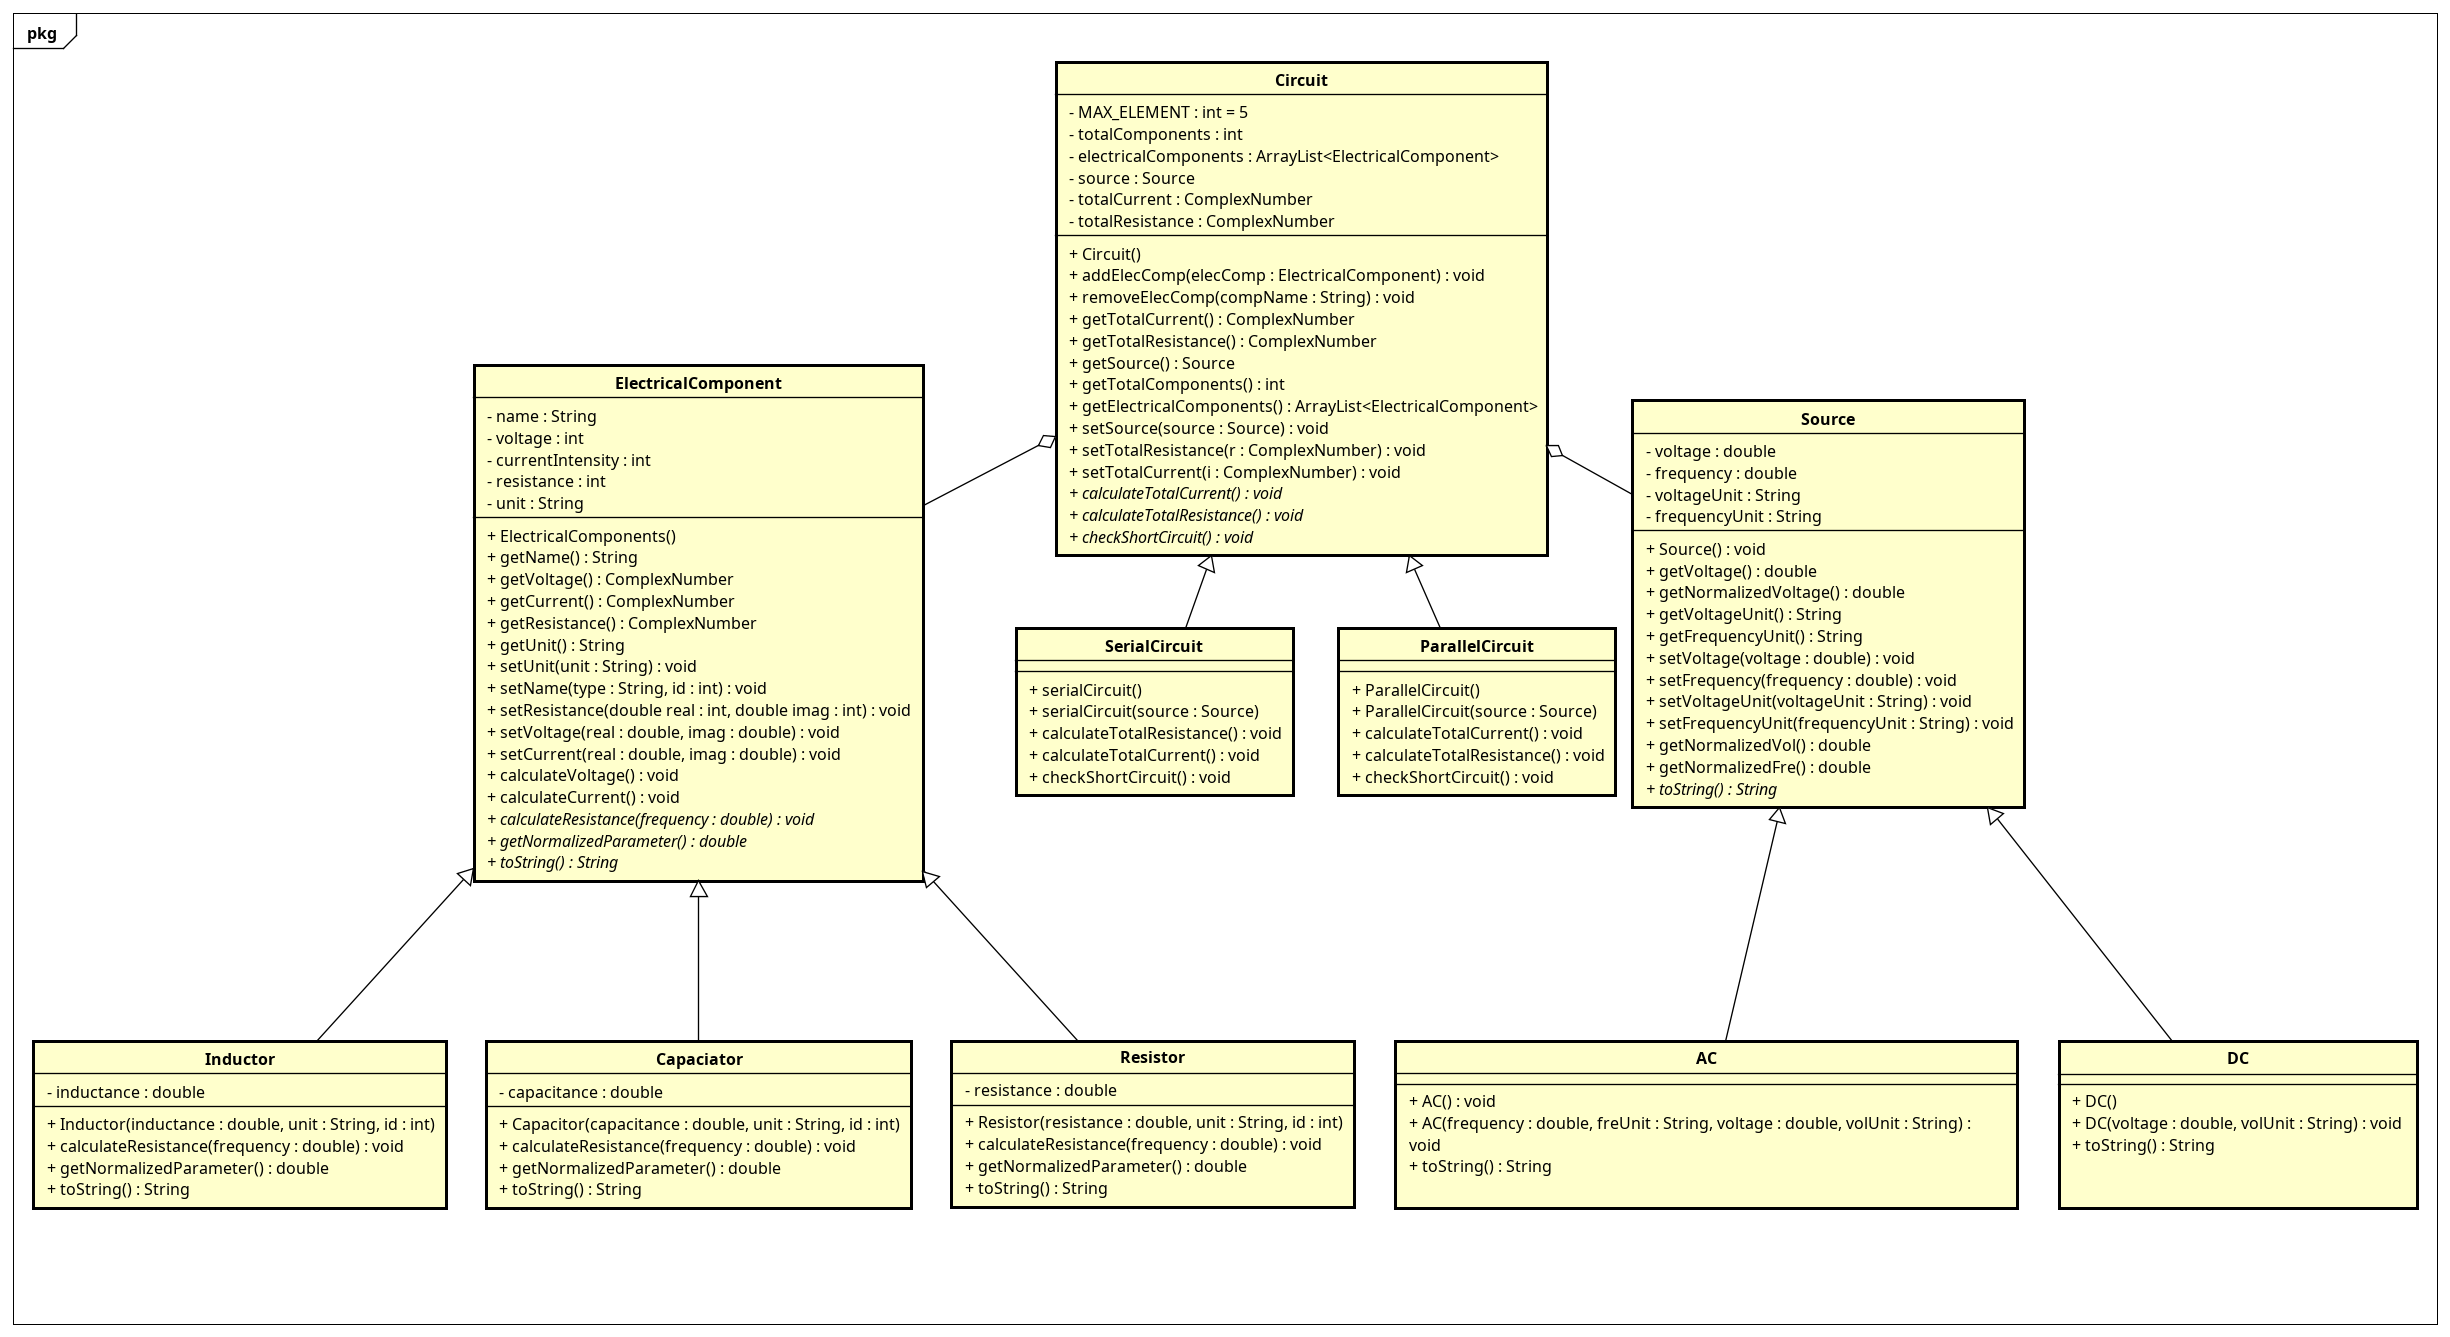 pkg
Circuit
- MAX_ELEMENT : int = 5
- totalComponents : int
- electricalComponents : ArrayList<ElectricalComponent>
- source : Source
- totalCurrent : ComplexNumber
- totalResistance : ComplexNumber
+ Circuit()
+ addElecComp(elecComp : ElectricalComponent) : void
+ removeElecComp(compName : String) : void
+ getTotalCurrent() : ComplexNumber
+ getTotalResistance() : ComplexNumber
+ getSource() : Source
+ getTotalComponents() : int
+ getElectricalComponents() : ArrayList<ElectricalComponent>
+ setSource(source : Source) : void
+ setTotalResistance(r : ComplexNumber) : void
+ setTotalCurrent(i : ComplexNumber) : void
+ calculateTotalCurrent() : void
+ calculateTotalResistance() : void
+ checkShortCircuit() : void
ElectricalComponent
- name : String
- voltage : int
- currentIntensity : int
- resistance : int
- unit : String
+ ElectricalComponents()
+ getName() : String
+ getVoltage() : ComplexNumber
+ getCurrent() : ComplexNumber
+ getResistance() : ComplexNumber
+ getUnit() : String
+ setUnit(unit : String) : void
+ setName(type : String, id : int) : void
+ setResistance(double real : int, double imag : int) : void
+ setVoltage(real : double, imag : double) : void
+ setCurrent(real : double, imag : double) : void
+ calculateVoltage() : void
+ calculateCurrent() : void
+ calculateResistance(frequency : double) : void
+ getNormalizedParameter() : double
+ toString() : String
Source
- voltage : double
- frequency : double
- voltageUnit : String
- frequencyUnit : String
+ Source() : void
+ getVoltage() : double
+ getNormalizedVoltage() : double
+ getVoltageUnit() : String
+ getFrequencyUnit() : String
+ setVoltage(voltage : double) : void
+ setFrequency(frequency : double) : void
+ setVoltageUnit(voltageUnit : String) : void
+ setFrequencyUnit(frequencyUnit : String) : void
+ getNormalizedVol() : double
+ getNormalizedFre() : double
+ toString() : String
SerialCircuit
+ serialCircuit()
+ serialCircuit(source : Source)
+ calculateTotalResistance() : void
+ calculateTotalCurrent() : void
+ checkShortCircuit() : void
ParallelCircuit
+ ParallelCircuit()
+ ParallelCircuit(source : Source)
+ calculateTotalCurrent() : void
+ calculateTotalResistance() : void
+ checkShortCircuit() : void
Inductor
- inductance : double
+ Inductor(inductance : double, unit : String, id : int)
+ calculateResistance(frequency : double) : void
+ getNormalizedParameter() : double
+ toString() : String
Capaciator
- capacitance : double
+ Capacitor(capacitance : double, unit : String, id : int)
+ calculateResistance(frequency : double) : void
+ getNormalizedParameter() : double
+ toString() : String
Resistor
- resistance : double
+ Resistor(resistance : double, unit : String, id : int)
+ calculateResistance(frequency : double) : void
+ getNormalizedParameter() : double
+ toString() : String
AC
+ AC() : void
+ AC(frequency : double, freUnit : String, voltage : double, volUnit : String) :
void
+ toString() : String
DC
+ DC()
+ DC(voltage : double, volUnit : String) : void
+ toString() : String